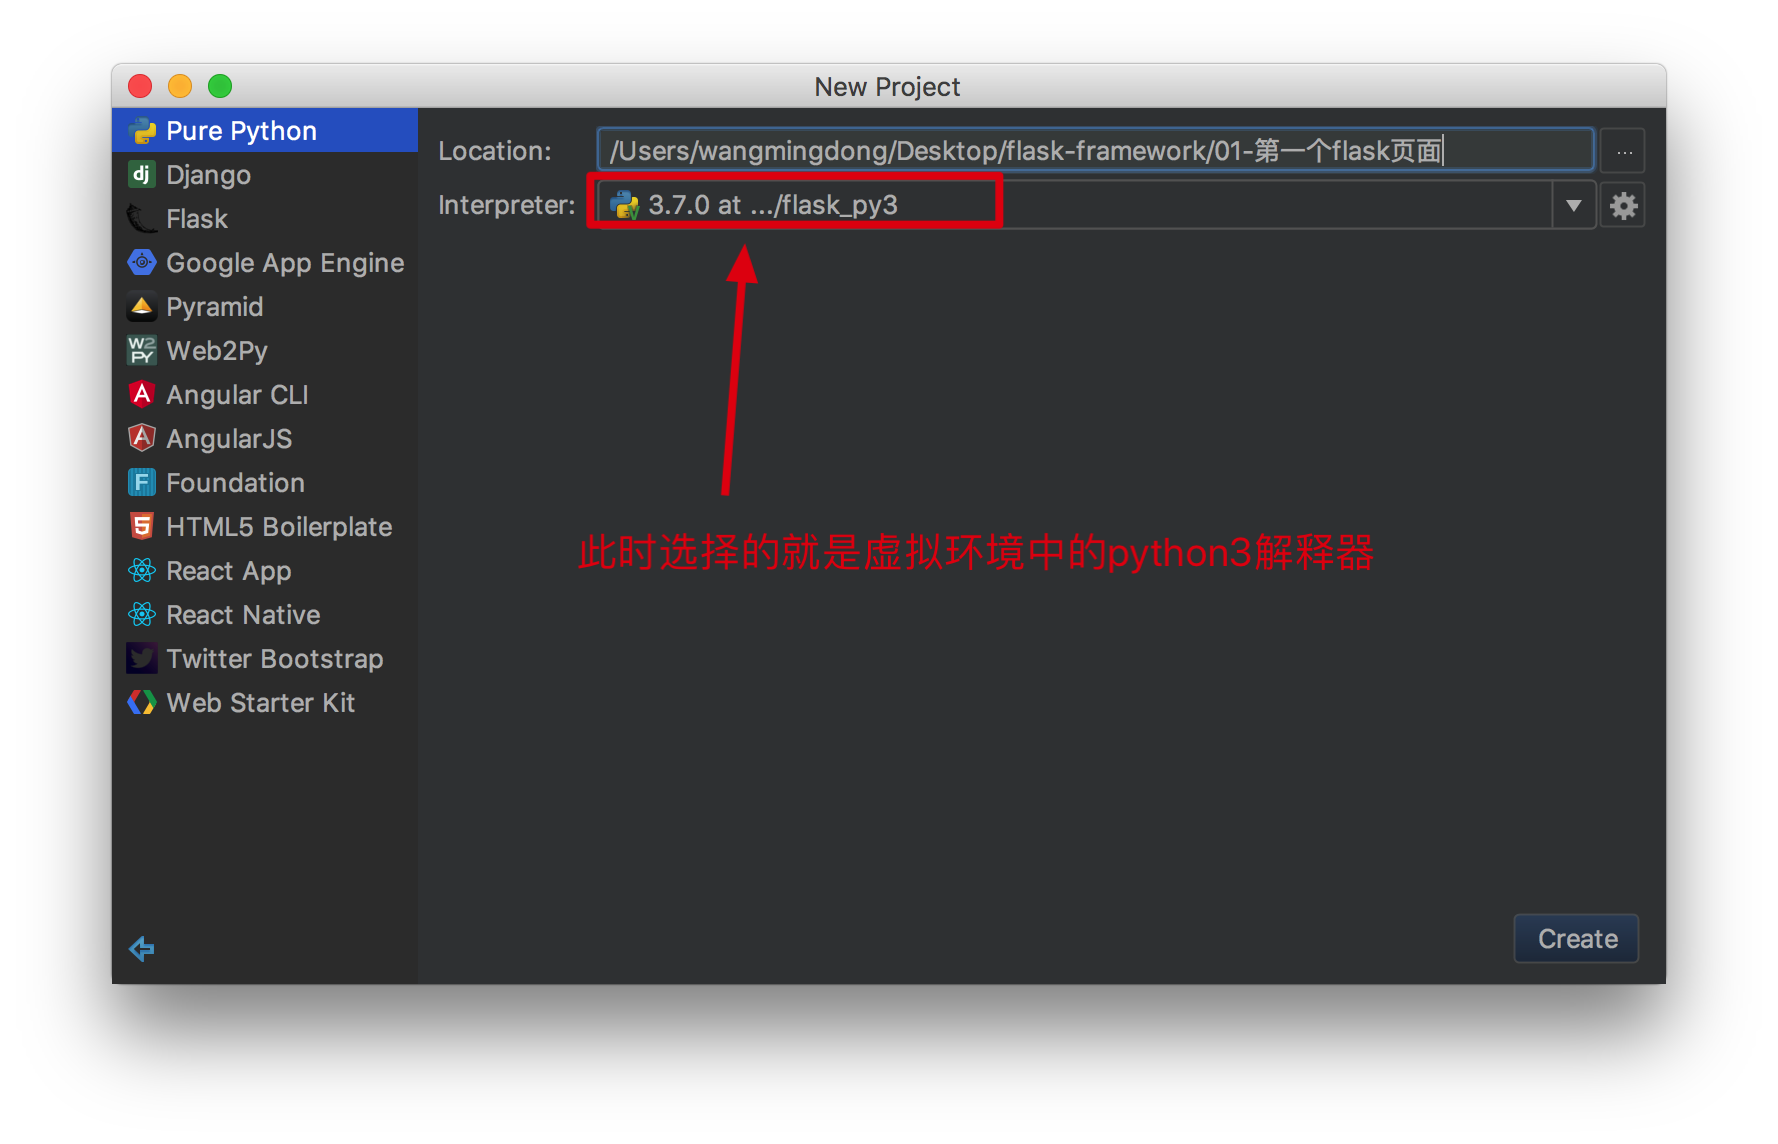 New Project
Pure Python
Django
Flask
Google App Engine
Pyramid
Web2Py
Angular CLI
AngularJS
Foundation
HTML5 Boilerplate
React App
React Native
Twitter Bootstrap
Web Starter Kit
Location:
/Users/wangmingdong/Desktop/flask-framework/01-第一个flask页面
...
Interpreter:
3.7.0 at .../flask_py3
此时选择的就是虚拟环境中的python3解释器
Create